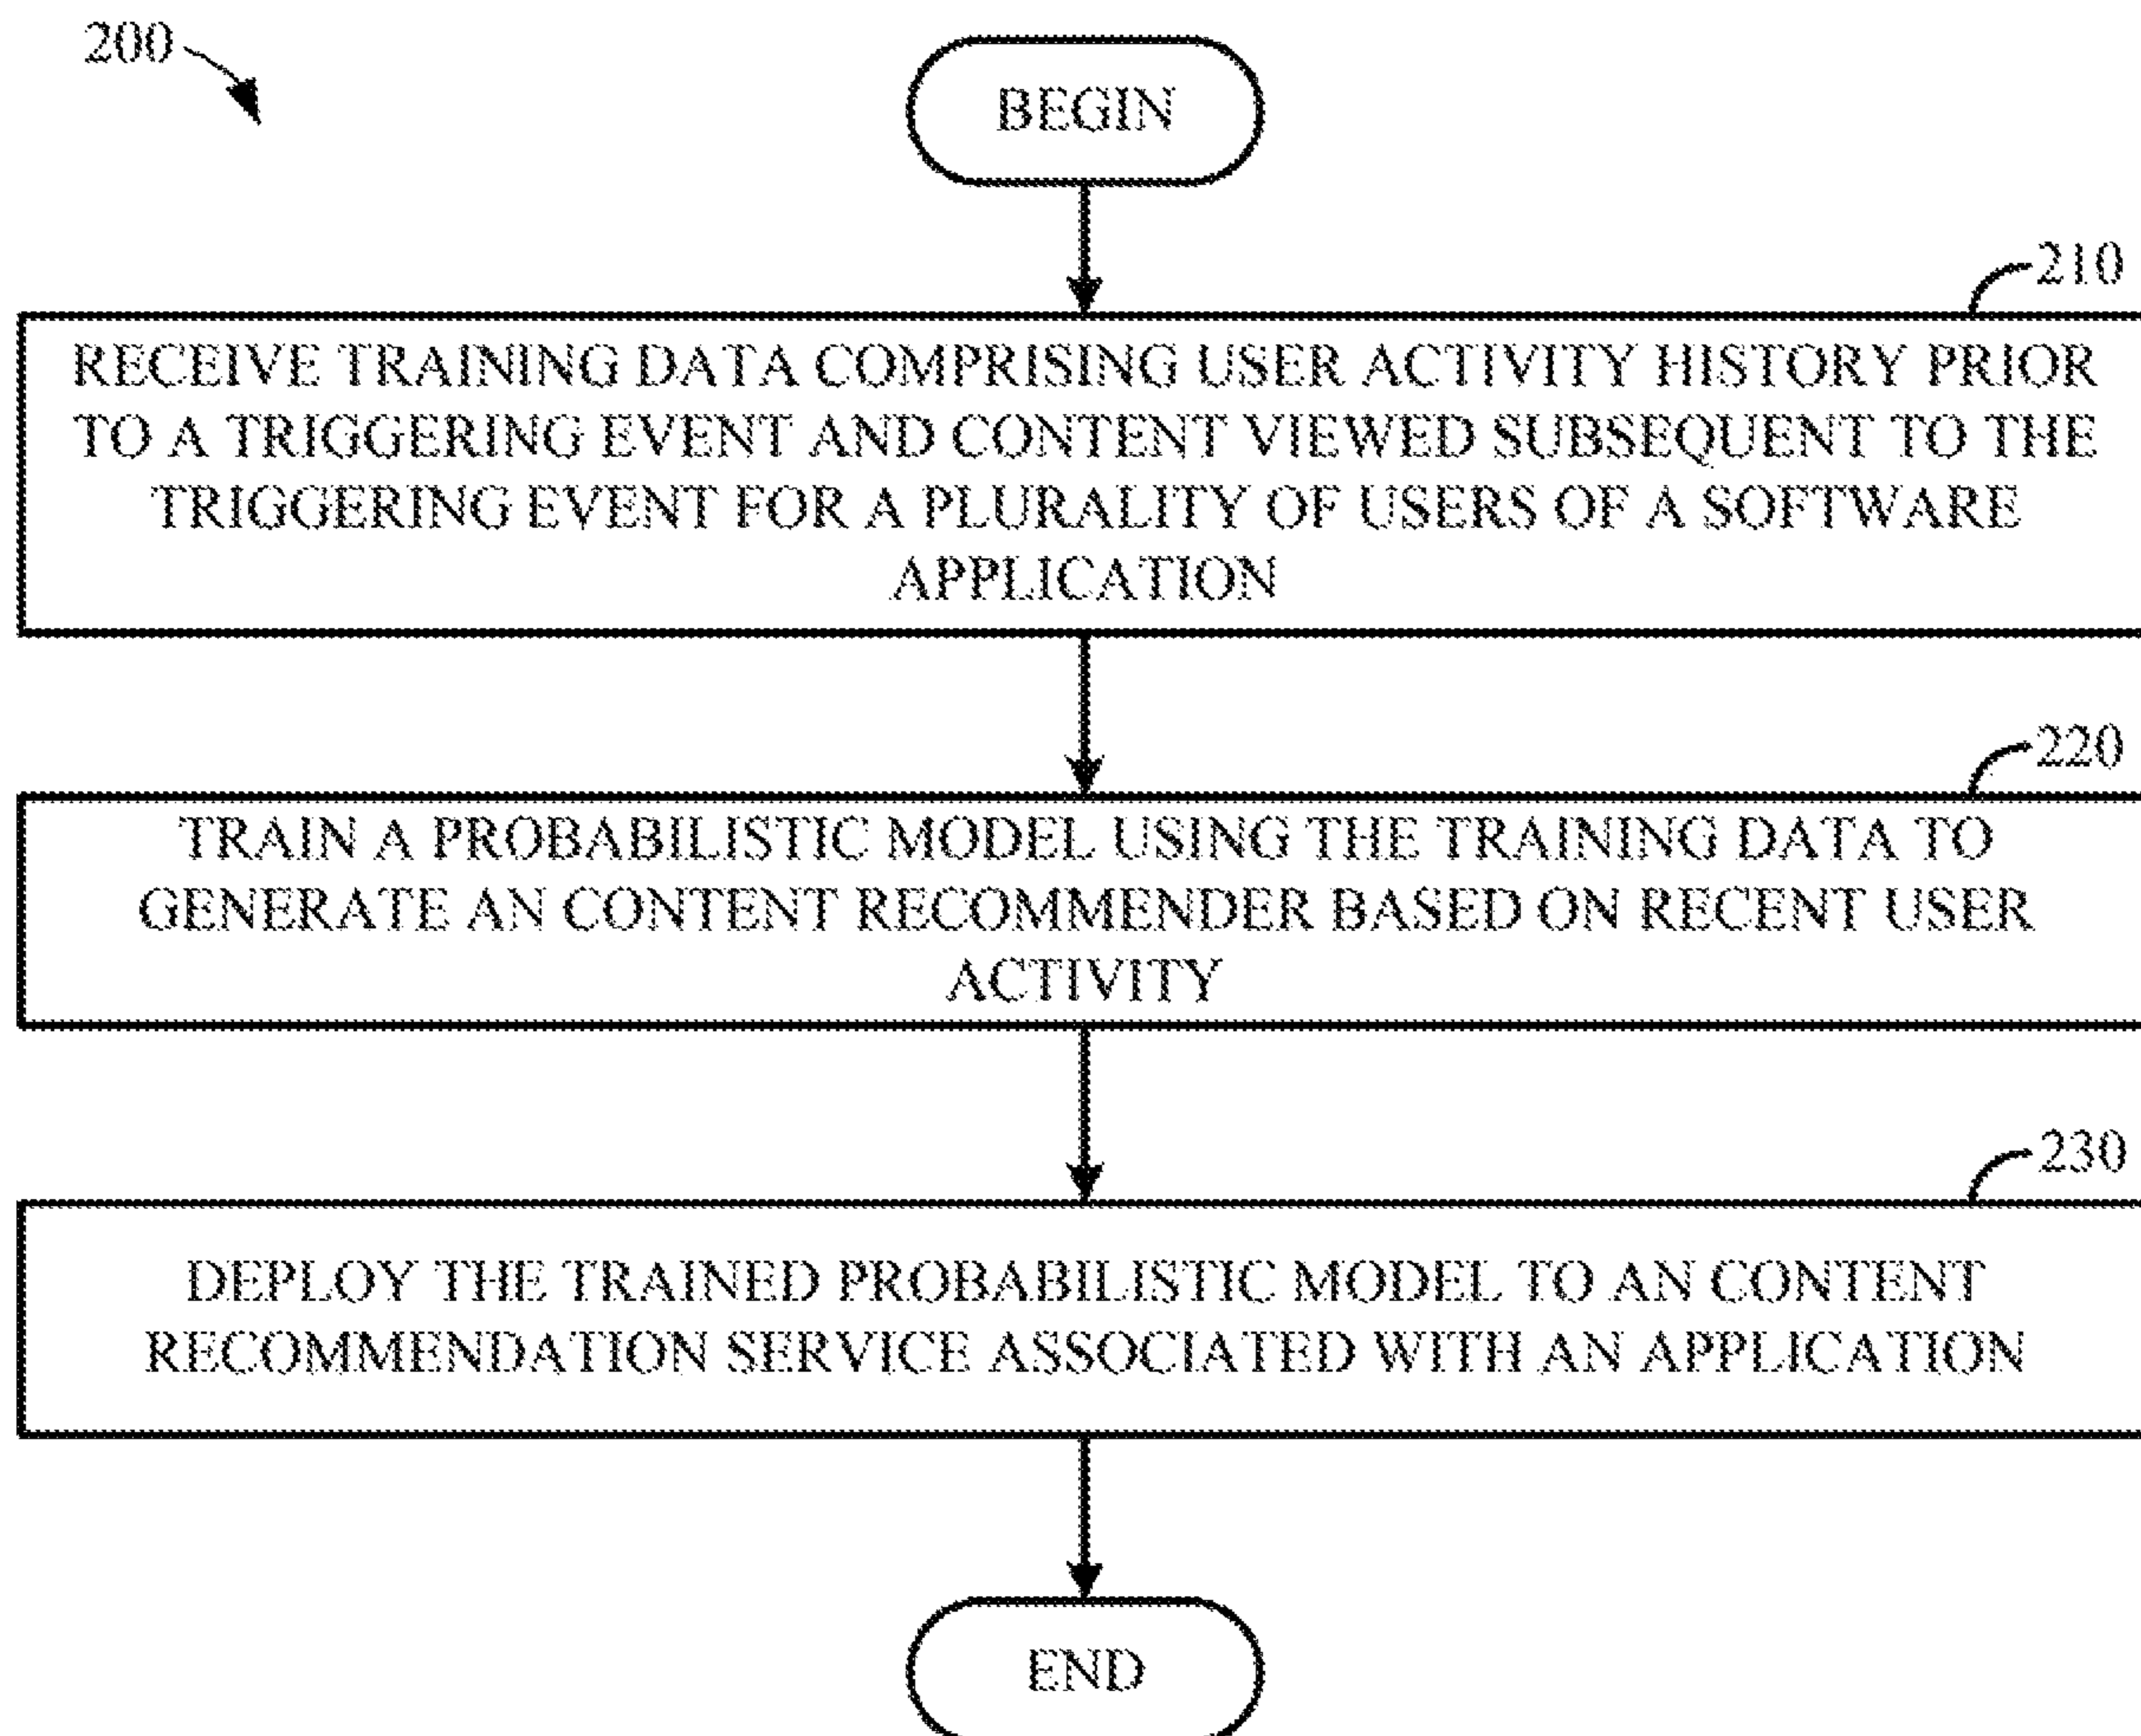 200
BEGIN
210
RECEIVE TRAINING DATA COMPRISING USER ACTIVITY HISTORY PRIOR
TO A TRIGGERING EVENT AND CONTENT VIEWED SUBSEQUENT TO THE
TRIGGERING EVENT FOR A PLURALITY OF USERS OF A SOFTWARE
APPLICATION
220
TRAIN A PROBABILISTIC MODEL USING THE TRAINING DATA TO
GENERATE AN CONTENT RECOMMENDER BASED ON RECENT USER
ACTIVITY
230
DEPLOY THE TRAINED PROBABILISTIC MODEL TO AN CONTENT
RECOMMENDATION SERVICE ASSOCIATED WITH AN APPLICATION
END